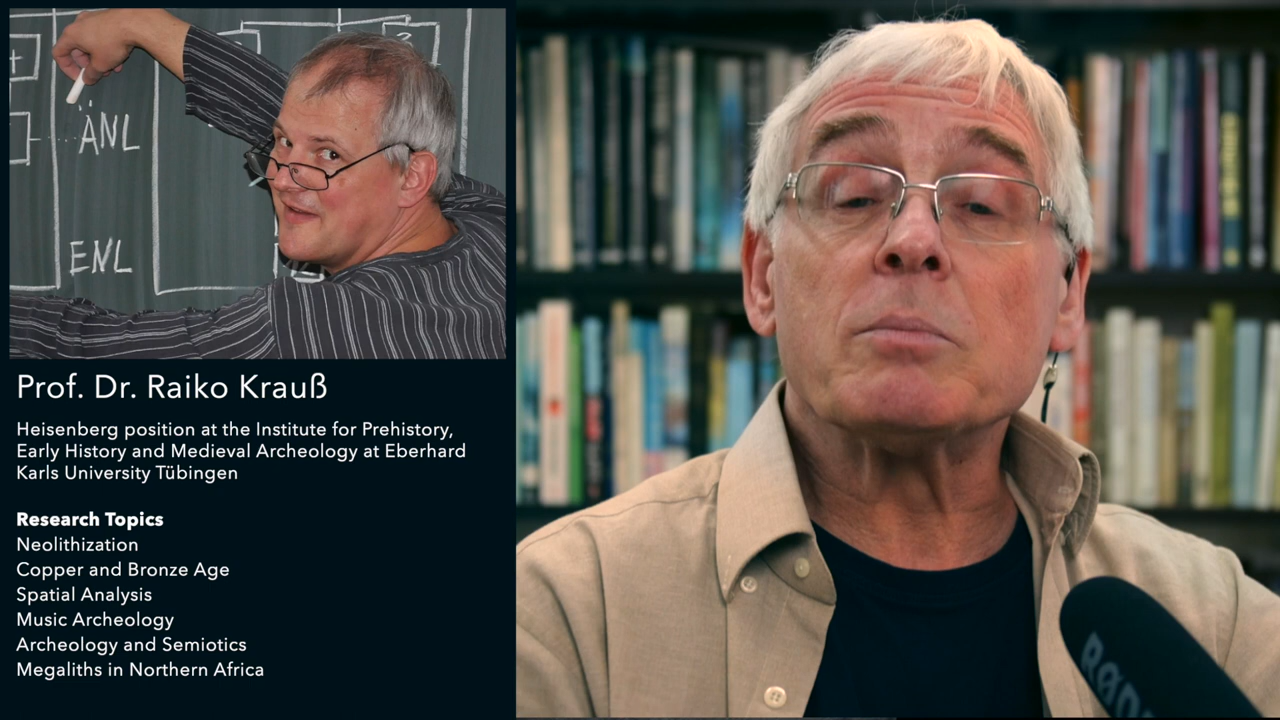 ÄNL
ENL
Prof. Dr. Raiko Krauß
Heisenberg position at the Institute for Prehistory,
Early History and Medieval Archeology at Eberhard
Karls University Tübingen
Research Topics
Neolithization
Copper and Bronze Age
Spatial Analysis
Music Archeology
Archeology and Semiotics
Megaliths in Northern Africa